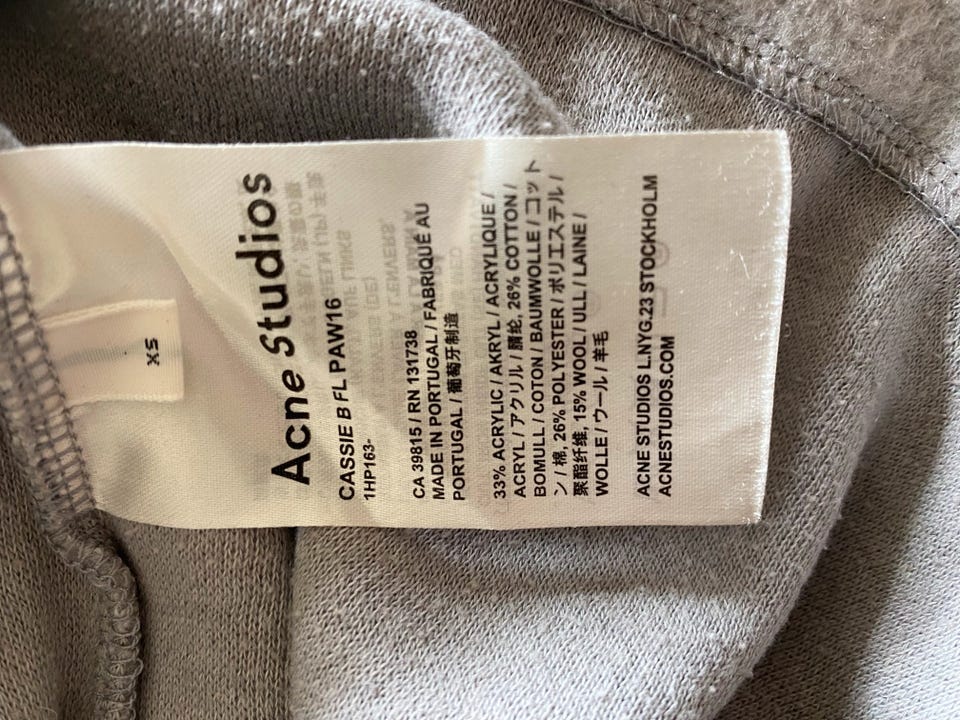 XS
Acne Studios
CASSIE B FL PAW16
1HP163-
CA 39815 / RN 131738
MADE IN PORTUGAL / FABRIQUÉ AU
PORTUGAL / 葡萄牙制造
33% ACRYLIC / AKRYL / ACRYLIQUE /
ACRYL / アクリル / 腈纶, 26% COTTON /
BOMULL / COTON / BAUMWOLLE / コット
ン / 棉, 26% POLYESTER / ポリエステル /
聚酯纤维, 15% WOOL / ULL / LAINE /
WOLLE / ウール / 羊毛
ACNE STUDIOS L.NYG.23 STOCKHOLM
ACNESTUDIOS.COM